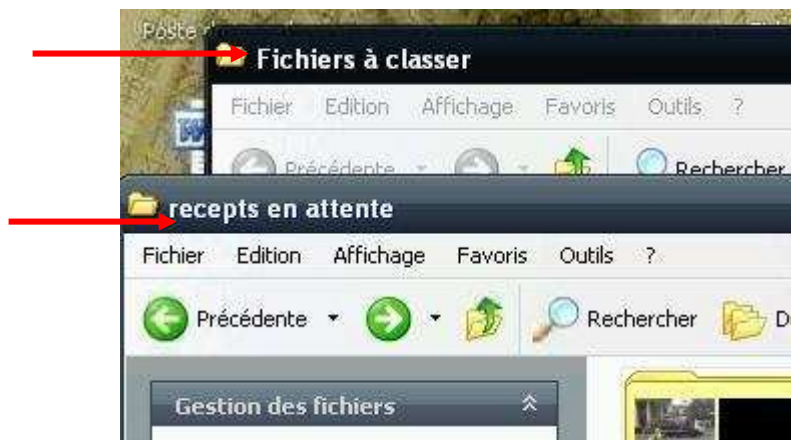 Poste
Fichiers à classer
Fichier Edition Affichage Favoris Outils ?
Précédente Rechercher
recepts en attente
Fichier Edition Affichage Favoris Outils ?
Précédente Rechercher
Gestion des fichiers